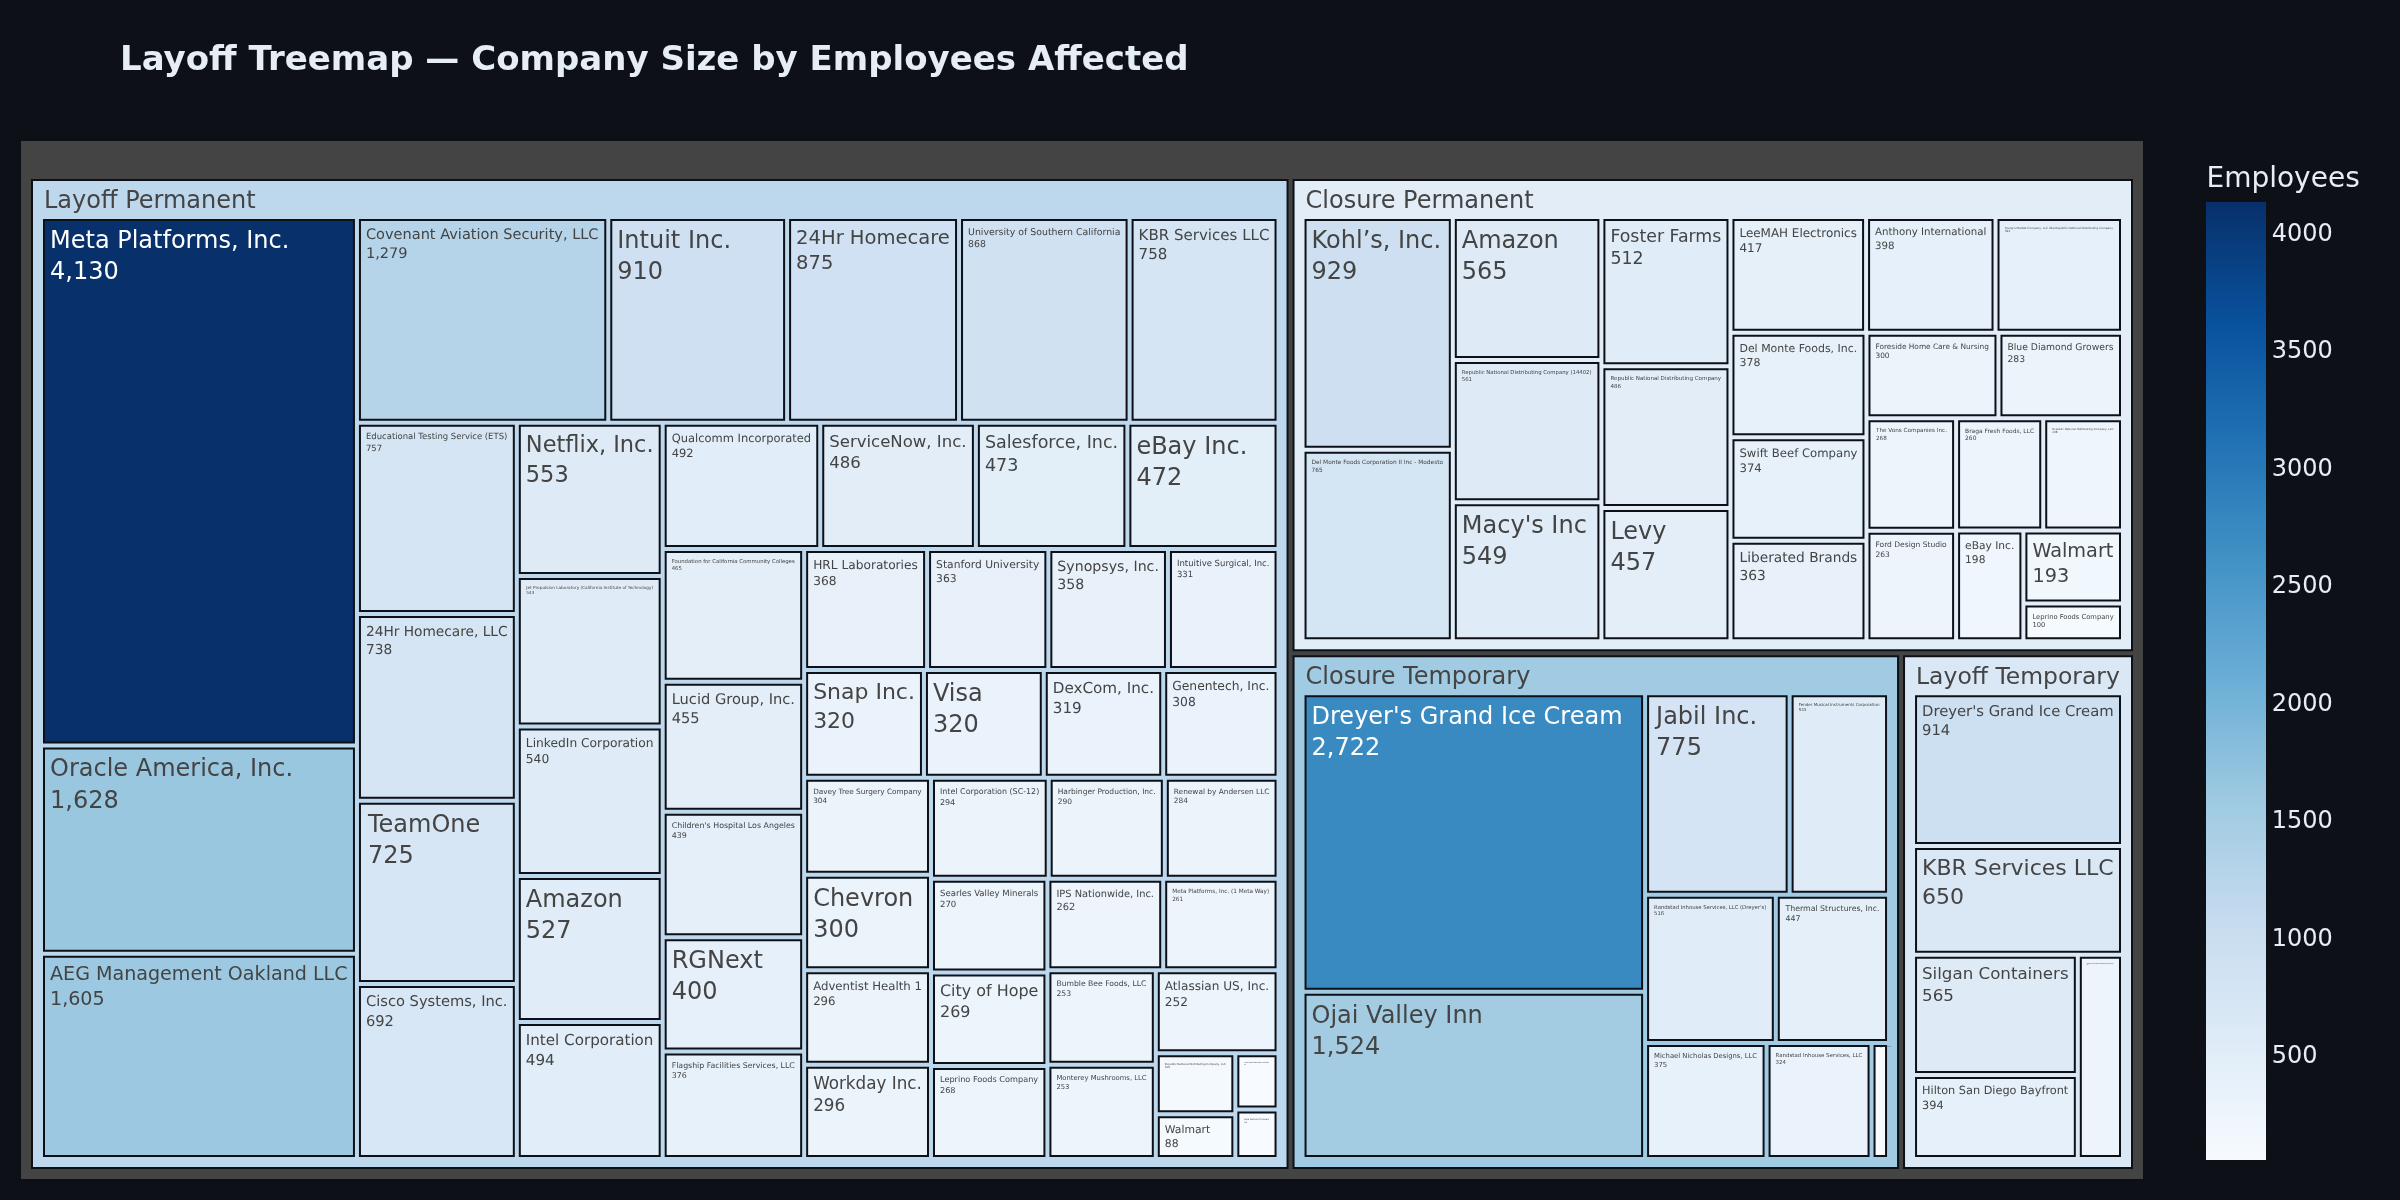 Layoff Treemap — Company Size by Employees Affected
Layoff Permanent
Meta Platforms, Inc.
4,130
Oracle America, Inc.
1,628
AEG Management Oakland LLC
1,605
Covenant Aviation Security, LLC
1,279
Intuit Inc.
910
24Hr Homecare
875
University of Southern California
868
KBR Services LLC
758
Educational Testing Service (ETS)
757
24Hr Homecare, LLC
738
TeamOne
725
Cisco Systems, Inc.
692
Netflix, Inc.
553
Jet Propulsion Laboratory (California Institute of Technology)
543
LinkedIn Corporation
540
Amazon
527
Intel Corporation
494
Qualcomm Incorporated
492
ServiceNow, Inc.
486
Salesforce, Inc.
473
eBay Inc.
472
Foundation for California Community Colleges
465
Lucid Group, Inc.
455
Children's Hospital Los Angeles
439
RGNext
400
Flagship Facilities Services, LLC
376
HRL Laboratories
368
Stanford University
363
Synopsys, Inc.
358
Intuitive Surgical, Inc.
331
Snap Inc.
320
Visa
320
DexCom, Inc.
319
Genentech, Inc.
308
Davey Tree Surgery Company
304
Chevron
300
Adventist Health 1
296
Workday Inc.
296
Intel Corporation (SC-12)
294
Harbinger Production, Inc.
290
Renewal by Andersen LLC
284
Searles Valley Minerals
270
IPS Nationwide, Inc.
262
Meta Platforms, Inc. (1 Meta Way)
261
City of Hope
269
Leprino Foods Company
268
Bumble Bee Foods, LLC
253
Monterey Mushrooms, LLC
253
Atlassian US, Inc.
252
Walmart
88
Closure Permanent
Kohl’s, Inc.
929
Del Monte Foods Corporation II Inc - Modesto
765
Amazon
565
Republic National Distributing Company (14402)
561
Macy's Inc
549
Foster Farms
512
Republic National Distributing Company
486
Levy
457
LeeMAH Electronics
417
Anthony International
398
Del Monte Foods, Inc.
378
Swift Beef Company
374
Liberated Brands
363
Foreside Home Care & Nursing
300
Blue Diamond Growers
283
The Vons Companies Inc.
268
Braga Fresh Foods, LLC
260
Ford Design Studio
263
eBay Inc.
198
Walmart
193
Leprino Foods Company
100
Closure Temporary
Dreyer's Grand Ice Cream
2,722
Ojai Valley Inn
1,524
Jabil Inc.
775
Fender Musical Instruments Corporation
Randstad Inhouse Services, LLC (Dreyer's)
516
Thermal Structures, Inc.
447
Michael Nicholas Designs, LLC
375
Randstad Inhouse Services, LLC
324
Layoff Temporary
Dreyer's Grand Ice Cream
914
KBR Services LLC
650
Silgan Containers
565
Hilton San Diego Bayfront
394
Employees
4000
3500
3000
2500
2000
1500
1000
500